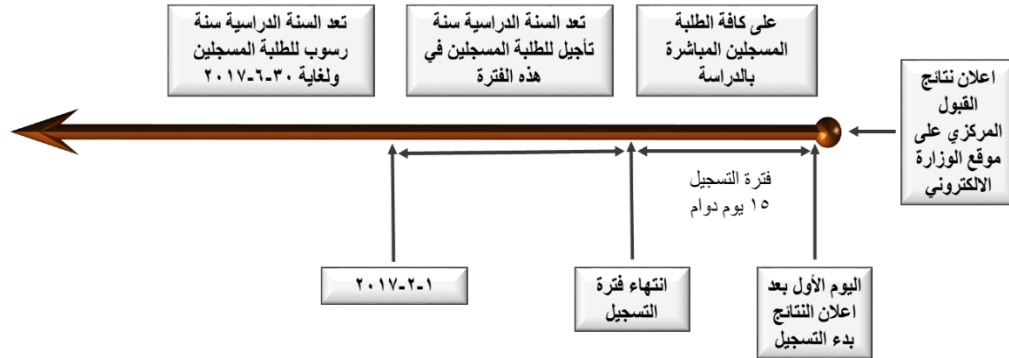 اعلان نتائج
القبول
المركزي على
موقع الوزارة
الالكتروني
على كافة الطلبة
المسجلين المباشرة
بالدراسة
تعد السنة الدراسية سنة
تأجيل للطلبة المسجلين في
هذه الفترة
تعد السنة الدراسية سنة
رسوب للطلبة المسجلين
ولغاية ٣٠-٦-٢٠١٧
فترة التسجيل
١٥ يوم دوام
اليوم الأول بعد
اعلان النتائج
بدء التسجيل
انتهاء فترة
التسجيل
١-٢-٢٠١٧